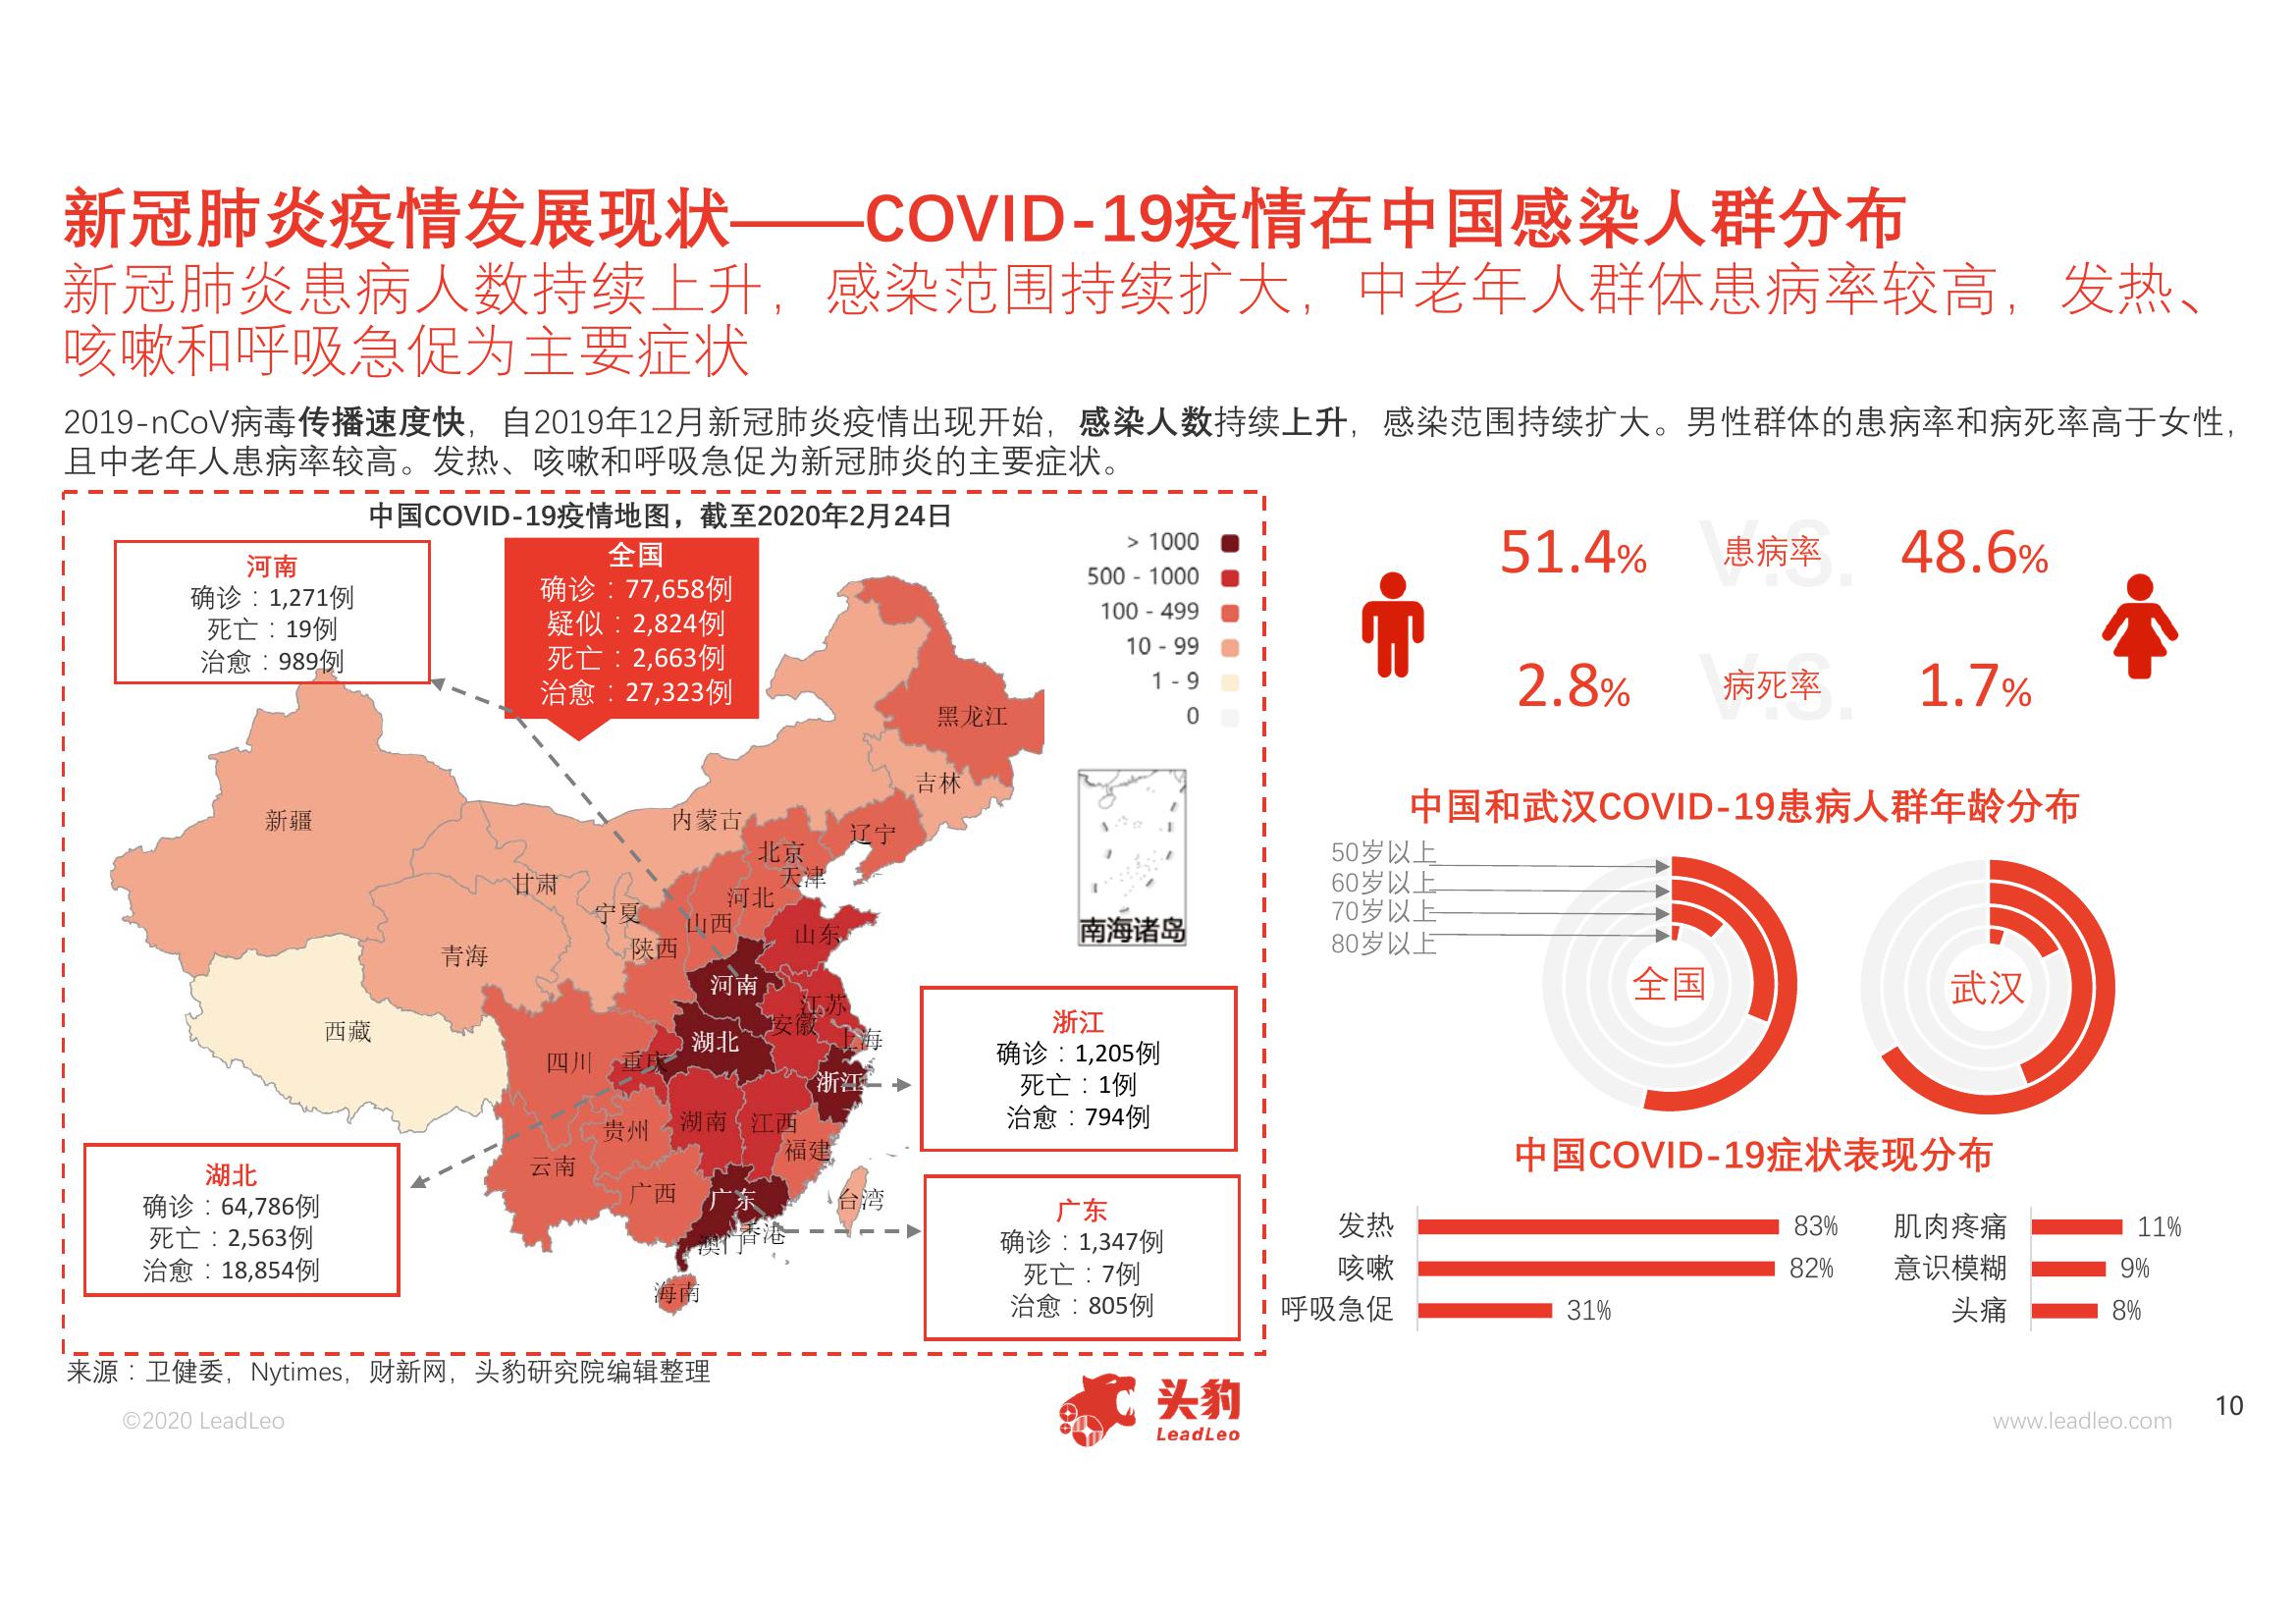 新冠肺炎疫情发展现状——COVID-19疫情在中国感染人群分布
新冠肺炎患病人数持续上升，感染范围持续扩大，中老年人群体患病率较高，发热、
咳嗽和呼吸急促为主要症状
2019-nCoV病毒传播速度快，自2019年12月新冠肺炎疫情出现开始，感染人数持续上升，感染范围持续扩大。男性群体的患病率和病死率高于女性，
且中老年人患病率较高。发热、咳嗽和呼吸急促为新冠肺炎的主要症状。
中国COVID-19疫情地图，截至2020年2月24日
河南
确诊：1,271例
死亡：19例
治愈：989例
全国
确诊：77,658例
疑似：2,824例
死亡：2,663例
治愈：27,323例
> 1000
500 - 1000
100 - 499
10 - 99
1 - 9
0
黑龙江
吉林
新疆
内蒙古
辽宁
北京
天津
甘肃
河北
宁夏
山西
山东
陕西
青海
河南
江苏
安徽
西藏
湖北
上海
四川
重庆
浙江
湖南
江西
贵州
福建
云南
广西
广东
台湾
香港
澳门
海南
南海诸岛
浙江
确诊：1,205例
死亡：1例
治愈：794例
湖北
确诊：64,786例
死亡：2,563例
治愈：18,854例
广东
确诊：1,347例
死亡：7例
治愈：805例
来源：卫健委，Nytimes，财新网，头豹研究院编辑整理
51.4%
V.S.
患病率
48.6%
2.8%
V.S.
病死率
1.7%
中国和武汉COVID-19患病人群年龄分布
50岁以上
60岁以上
70岁以上
80岁以上
全国
武汉
中国COVID-19症状表现分布
发热 83%
咳嗽 82%
呼吸急促 31%
肌肉疼痛 11%
意识模糊 9%
头痛 8%
©2020 LeadLeo
头豹
LeadLeo
www.leadleo.com
10